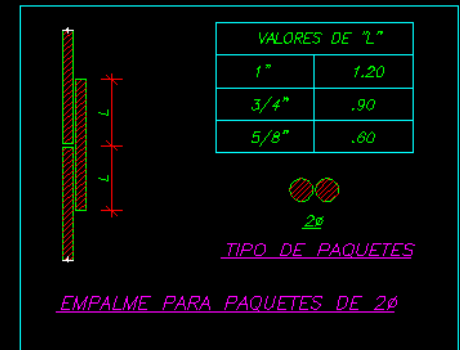 VALORES DE "L"
1" 1.20
3/4" .90
5/8" .60
L
L
2ø
TIPO DE PAQUETES
EMPALME PARA PAQUETES DE 2ø